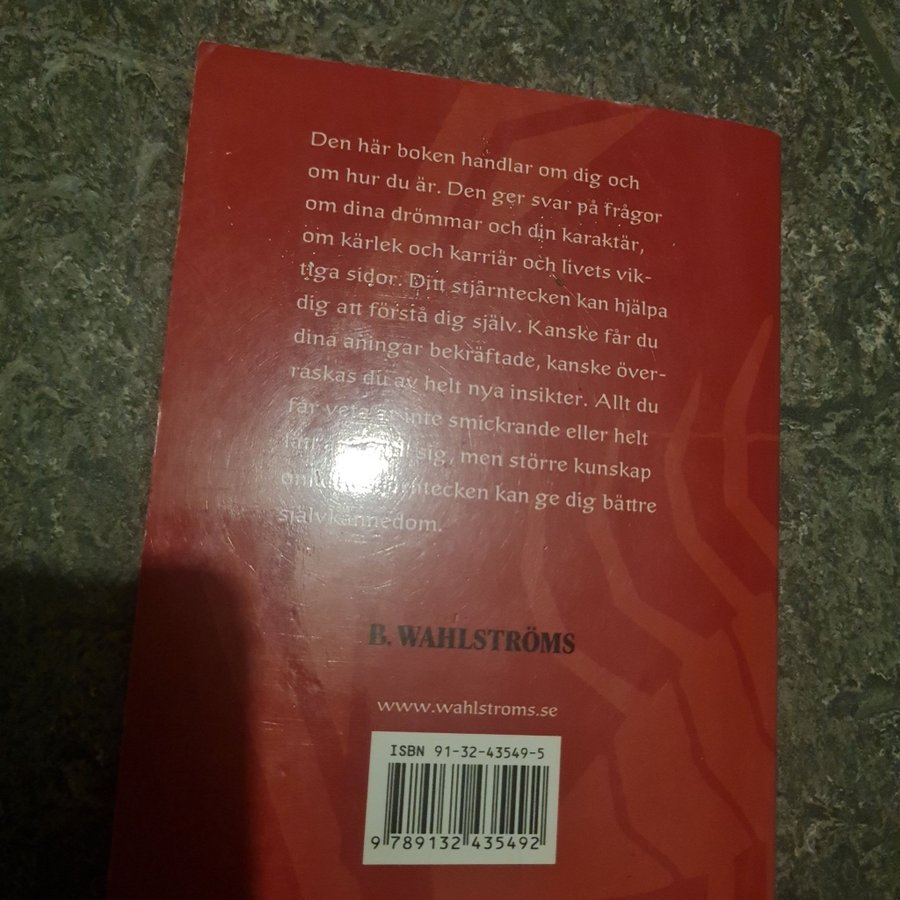 Den här boken handlar om dig och
om hur du är. Den ger svar på frågor
om dina drömmar och din karaktär,
om kärlek och karriär och livets vik-
tiga sidor. Ditt stjärntecken kan hjälpa
dig att förstå dig själv. Kanske får du
dina aningar bekräftade, kanske över-
raskas du av helt nya insikter. Allt du
får veta är inte smickrande eller helt
sig, men större kunskap
kan ge dig bättre
självkännedom.
B. WAHLSTRÖMS
www.wahlstroms.se
ISBN 91-32-43549-5
9 789132 435492